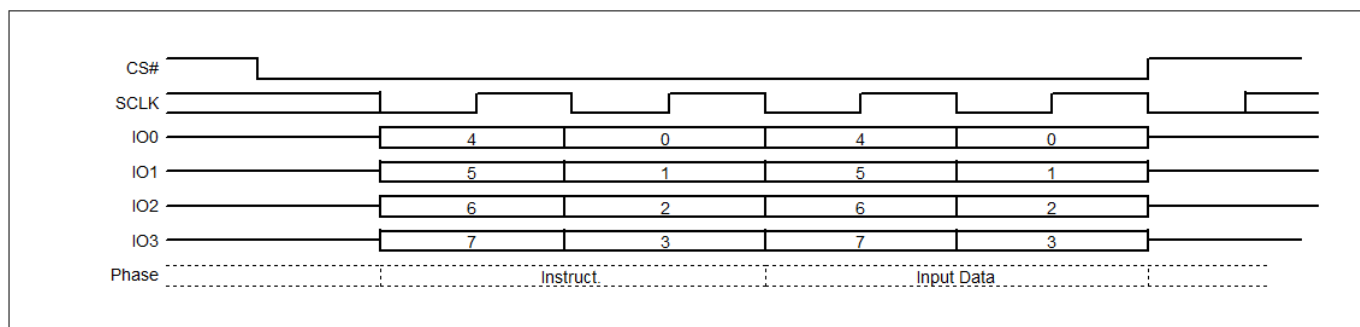 CS#
SCLK
IO0 4 0 4 0
IO1 5 1 5 1
IO2 6 2 6 2
IO3 7 3 7 3
Phase Instruct. Input Data